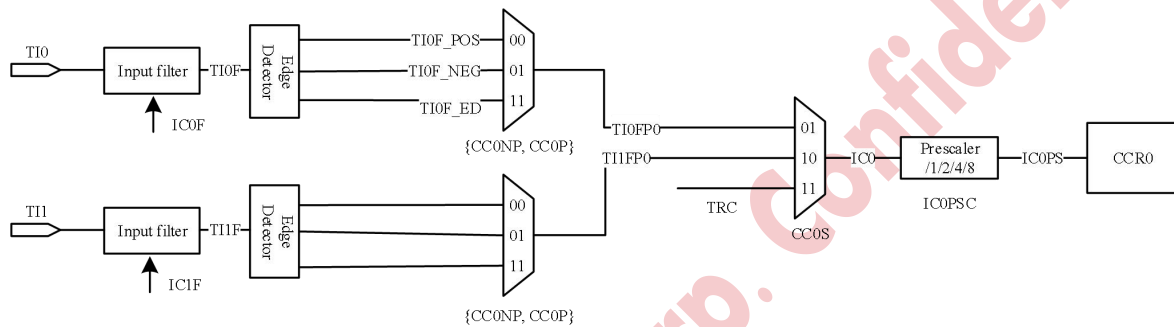 TI0
Input filter
IC0F
TI0F
Edge
Detector
TI0F_POS
TI0F_NEG
TI0F_ED
00
01
11
{CC0NP, CC0P}
TI1
Input filter
IC1F
TI1F
Edge
Detector
00
01
11
{CC0NP, CC0P}
TI0FP0
TI1FP0
TRC
01
10
11
CC0S
IC0
Prescaler
/1/2/4/8
IC0PSC
IC0PS
CCR0
rp. Confiden